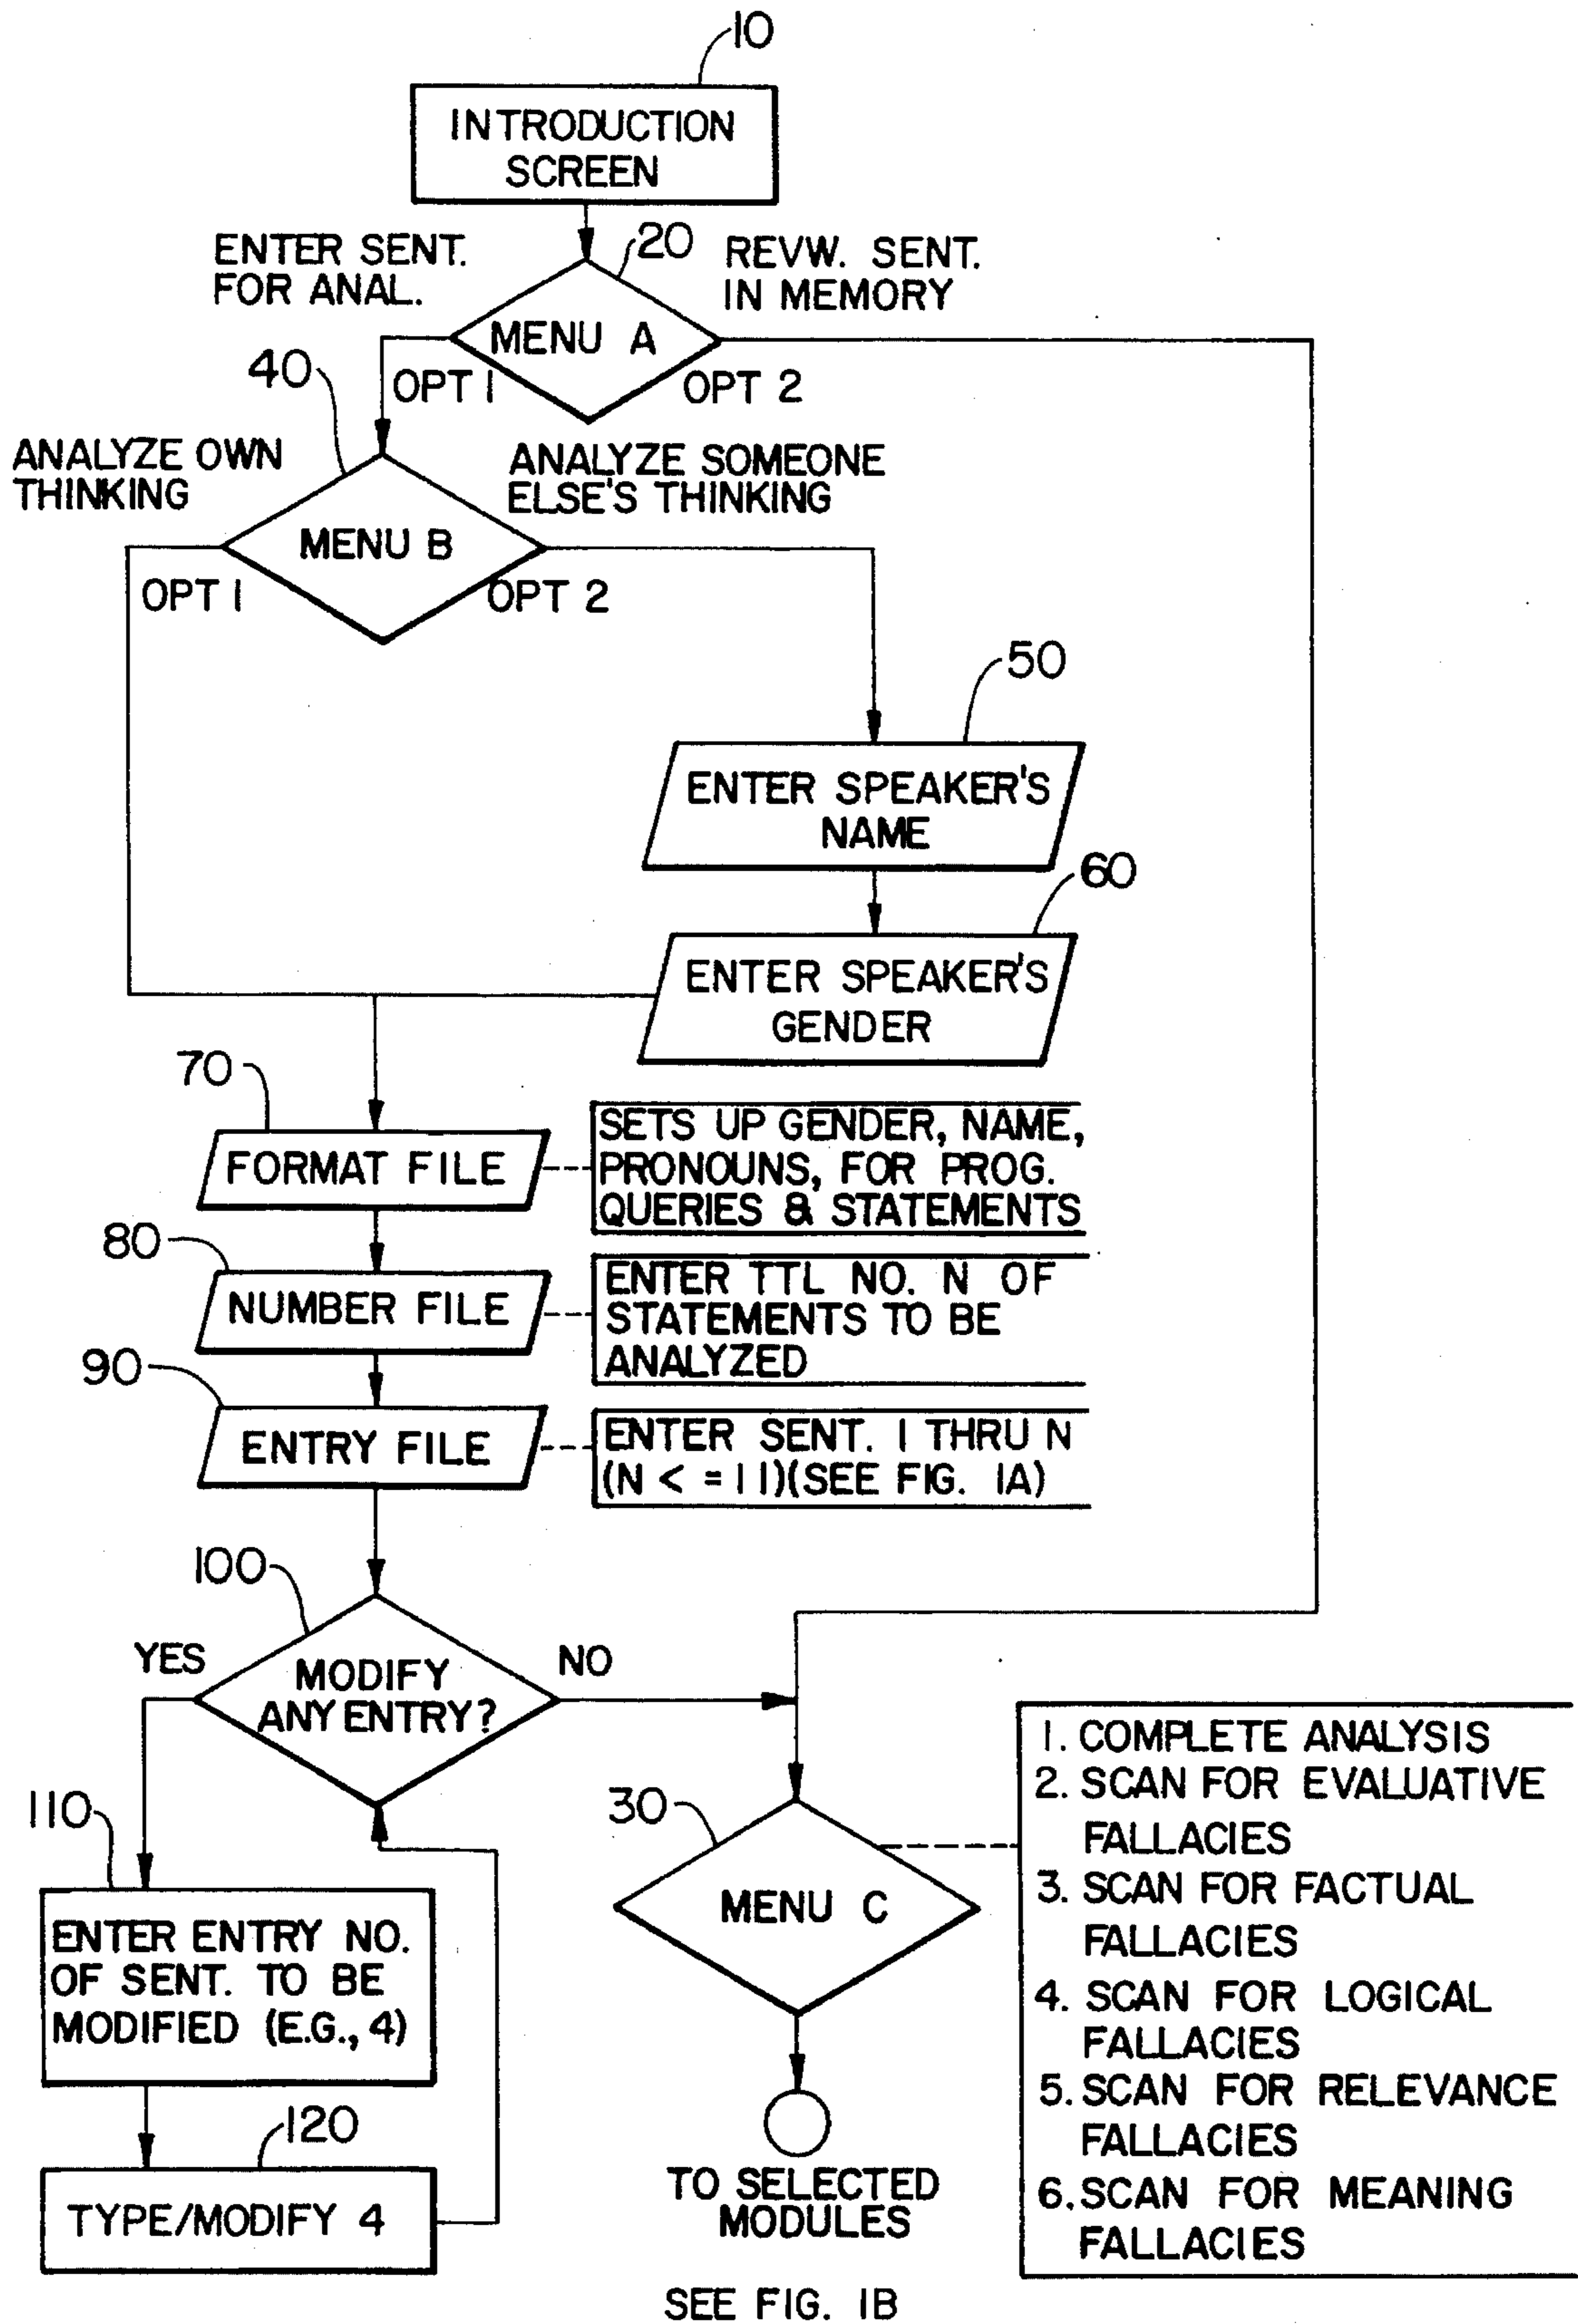 10
INTRODUCTION
SCREEN
ENTER SENT.
FOR ANAL.
20
REVW. SENT.
IN MEMORY
MENU A
OPT 1
OPT 2
40
ANALYZE OWN
THINKING
ANALYZE SOMEONE
ELSE'S THINKING
MENU B
OPT 1
OPT 2
50
ENTER SPEAKER'S
NAME
60
ENTER SPEAKER'S
GENDER
70
FORMAT FILE
SETS UP GENDER, NAME,
PRONOUNS, FOR PROG.
QUERIES & STATEMENTS
80
NUMBER FILE
ENTER TTL NO. N OF
STATEMENTS TO BE
ANALYZED
90
ENTRY FILE
ENTER SENT. 1 THRU N
(N < = 11)(SEE FIG. 1A)
100
YES
MODIFY
ANY ENTRY?
NO
110
ENTER ENTRY NO.
OF SENT. TO BE
MODIFIED (E.G., 4)
120
TYPE/MODIFY 4
30
MENU C
1. COMPLETE ANALYSIS
2. SCAN FOR EVALUATIVE
FALLACIES
3. SCAN FOR FACTUAL
FALLACIES
4. SCAN FOR LOGICAL
FALLACIES
5. SCAN FOR RELEVANCE
FALLACIES
6. SCAN FOR MEANING
FALLACIES
TO SELECTED
MODULES
SEE FIG. 1B